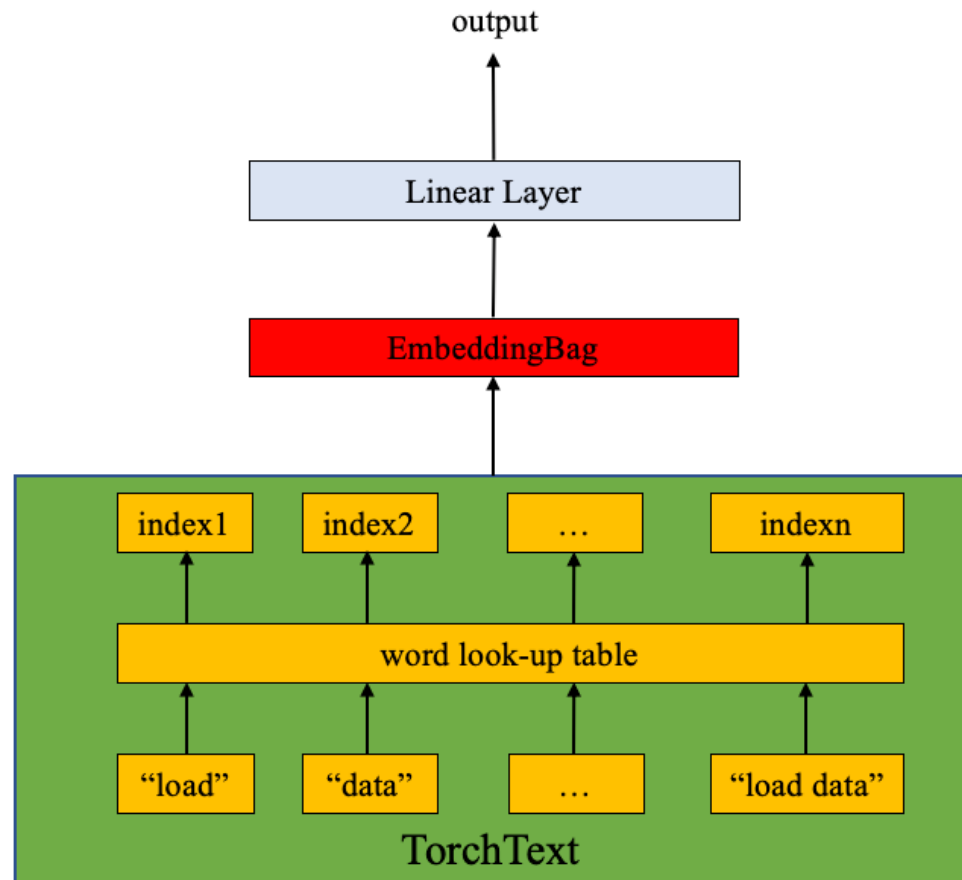 output
Linear Layer
EmbeddingBag
index1 index2 … indexn
word look-up table
“load” “data” … “load data”
TorchText